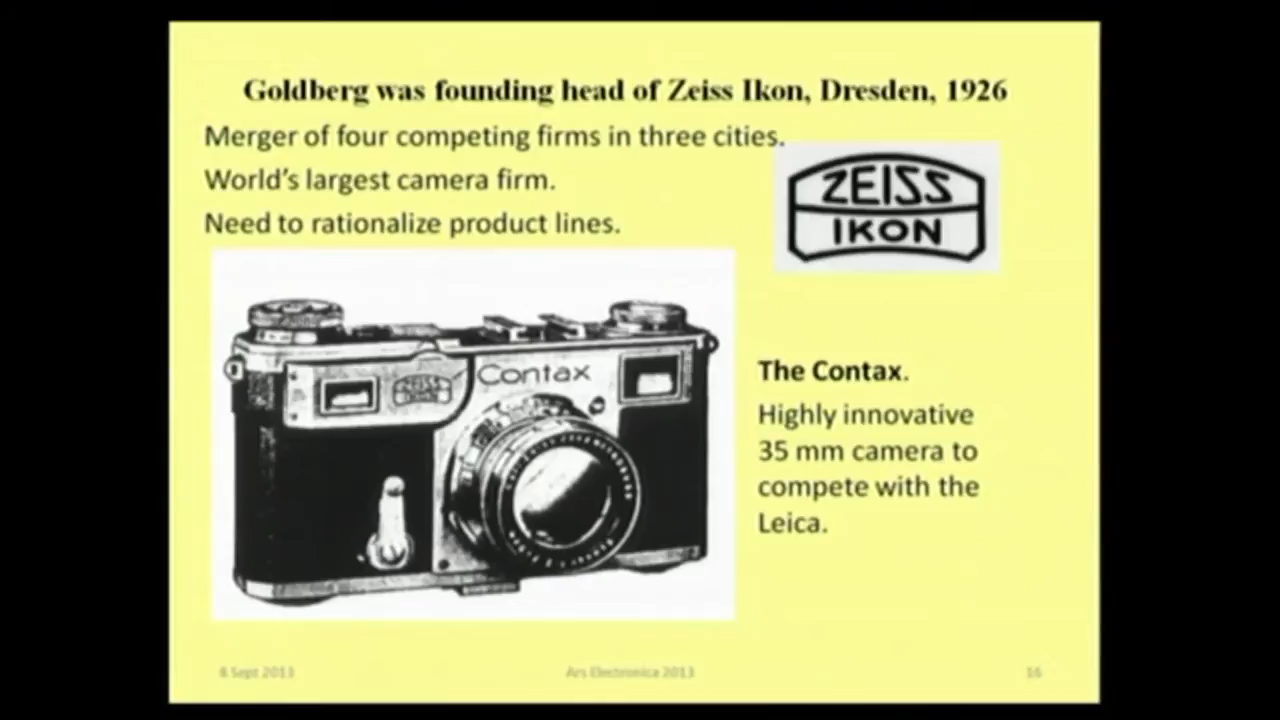 Goldberg was founding head of Zeiss Ikon, Dresden, 1926
Merger of four competing firms in three cities.
World's largest camera firm.
Need to rationalize product lines.
ZEISS
IKON
ZEISS
IKON
Contax
The Contax.
Highly innovative
35 mm camera to
compete with the
Leica.
Sept 2013
Ars Electronica 2013
16